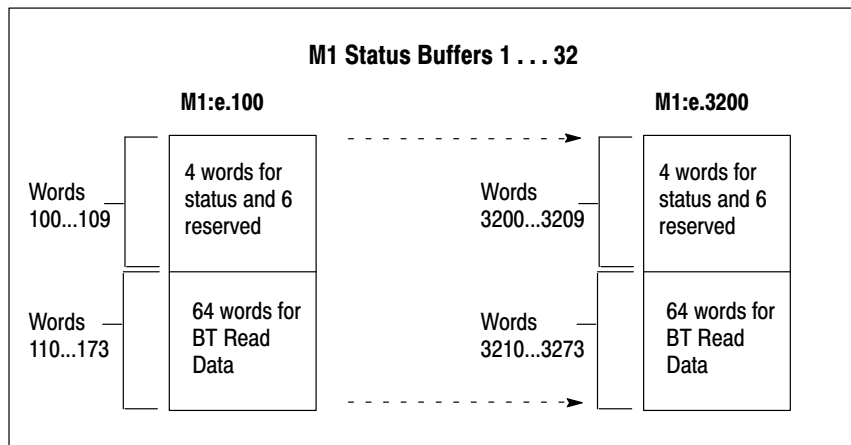 M1 Status Buffers 1 . . . 32
M1:e.100
M1:e.3200
Words
100...109
4 words for
status and 6
reserved
Words
3200...3209
4 words for
status and 6
reserved
Words
110...173
64 words for
BT Read
Data
Words
3210...3273
64 words for
BT Read
Data